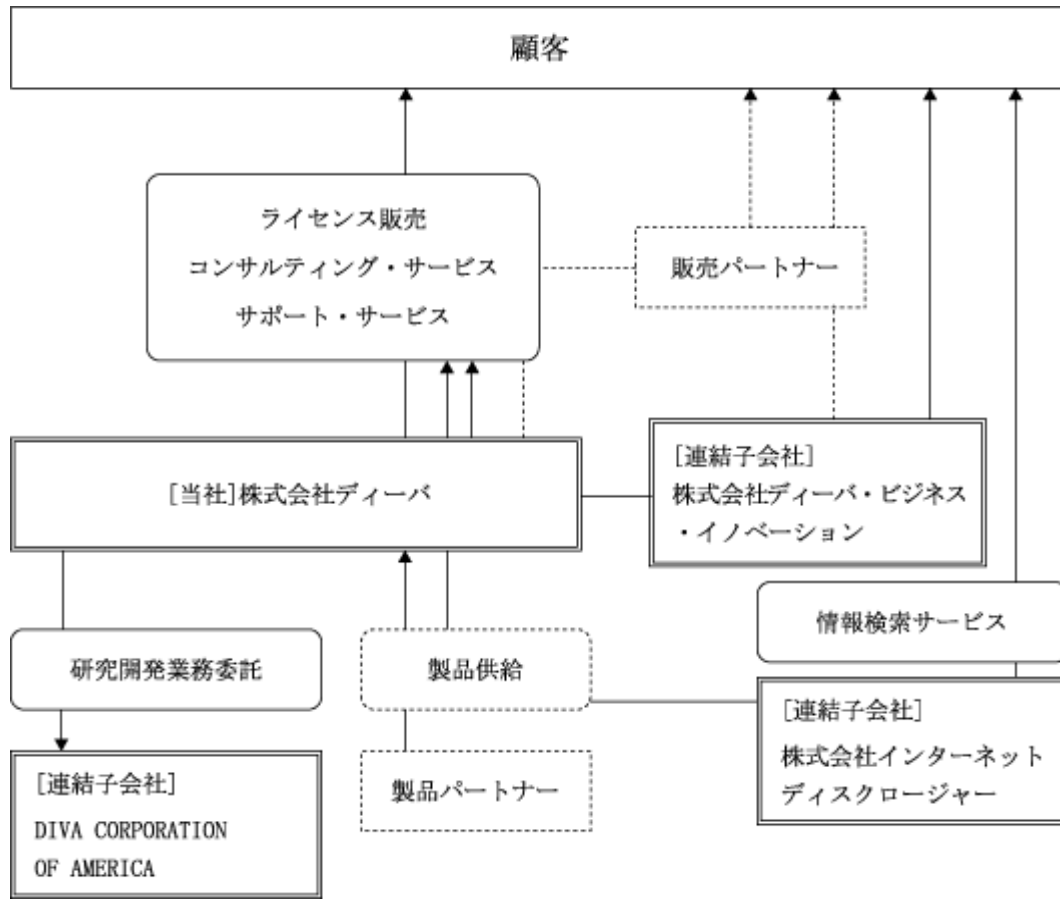 顧客
ライセンス販売
コンサルティング・サービス
サポート・サービス
販売パートナー
[当社]株式会社ディーバ
[連結子会社]
株式会社ディーバ・ビジネス
・イノベーション
情報検索サービス
研究開発業務委託
製品供給
[連結子会社]
株式会社インターネット
ディスクロージャー
製品パートナー
[連結子会社]
DIVA CORPORATION
OF AMERICA